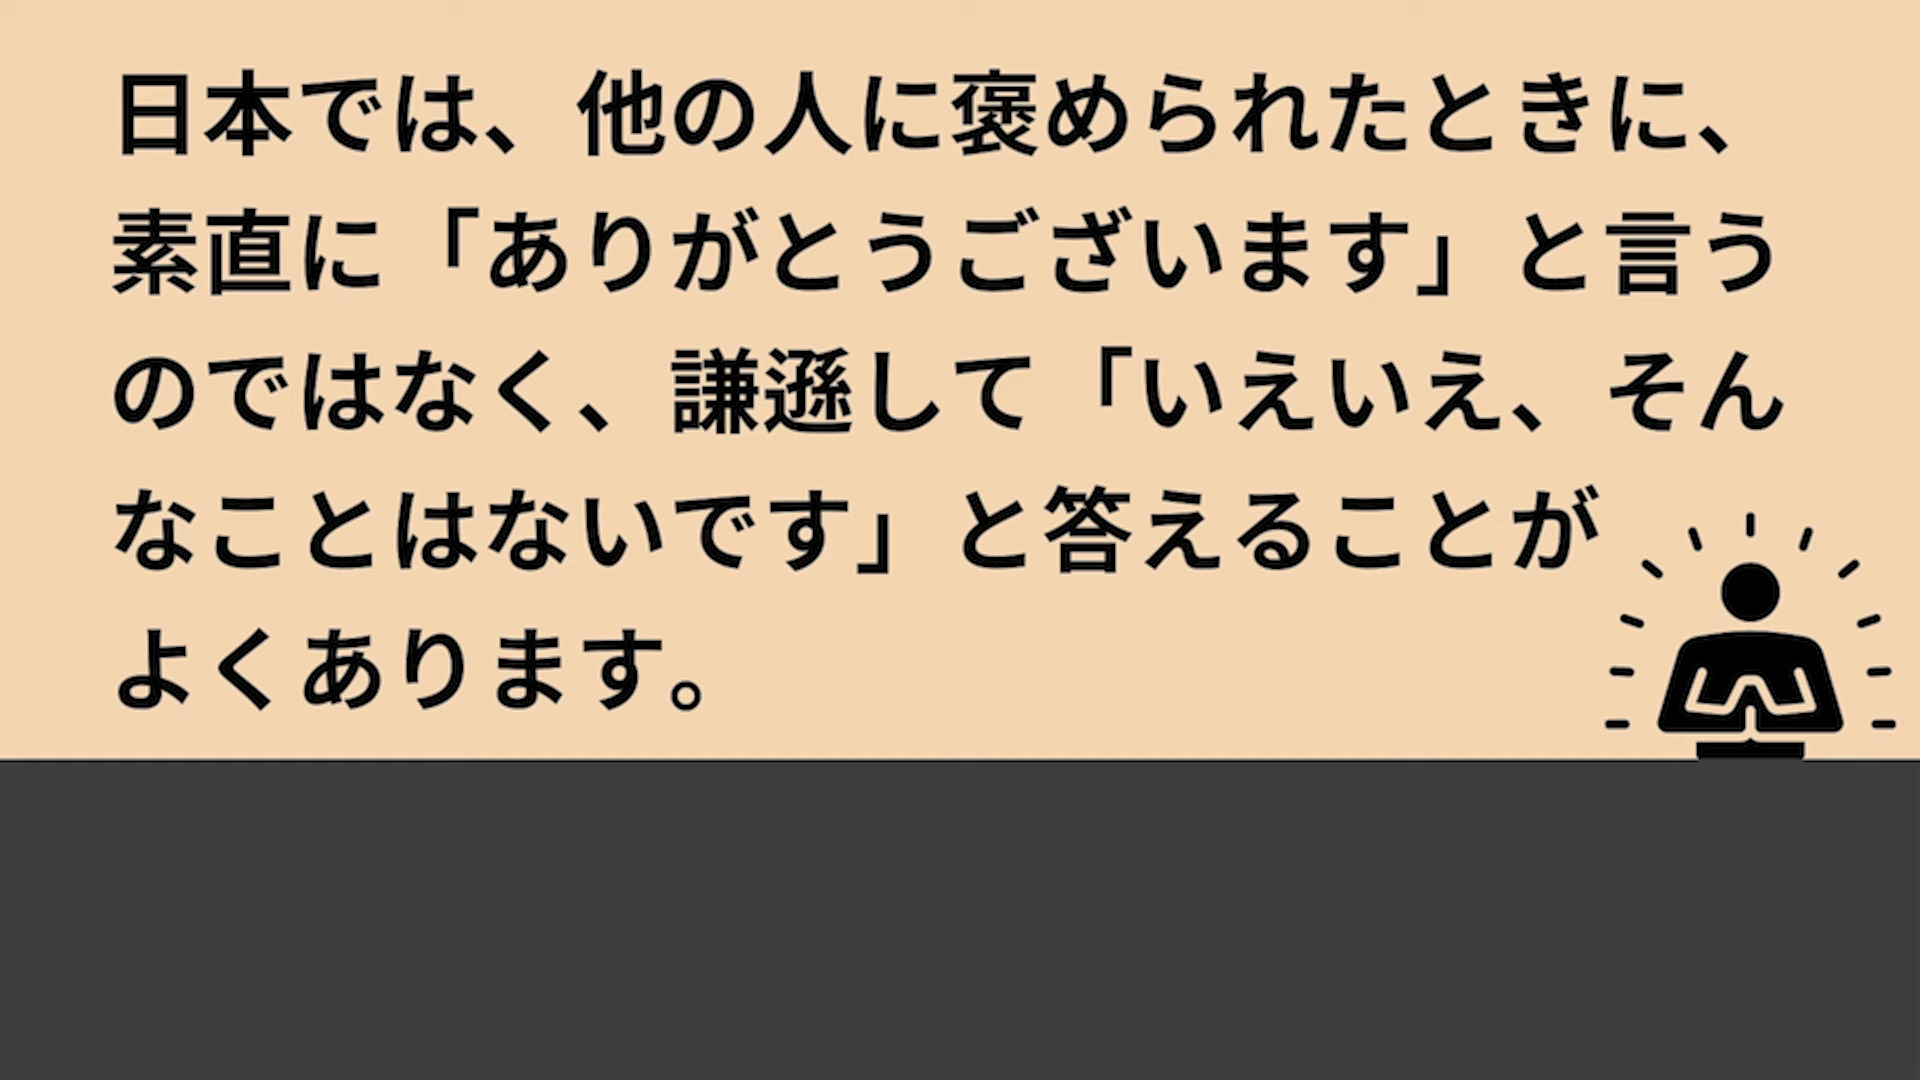 日本では、他の人に褒められたときに、
素直に「ありがとうございます」と言う
のではなく、謙遜して「いえいえ、そん
なことはないです」と答えることが
よくあります。